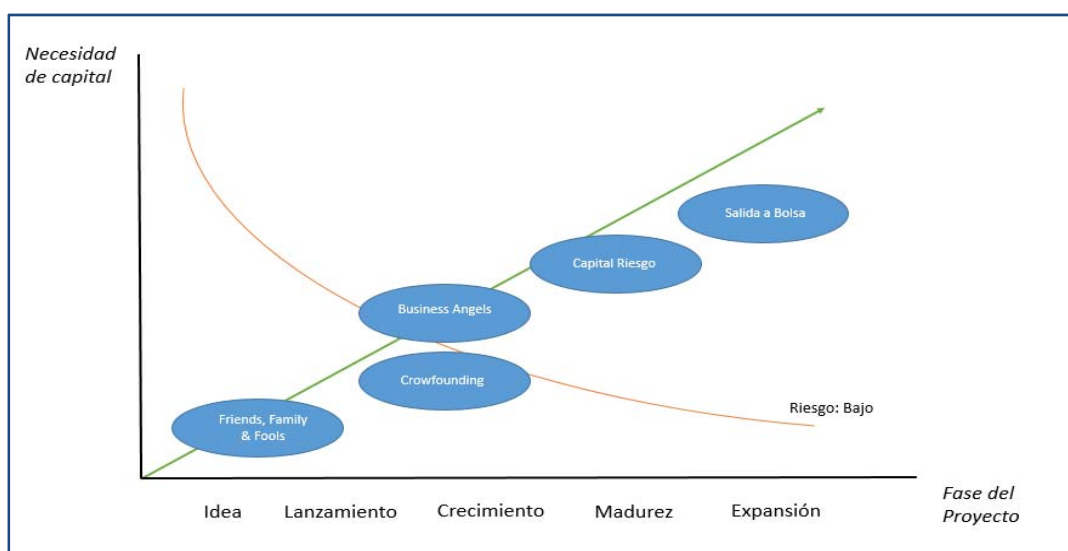 Necesidad
de capital
Salida a Bolsa
Capital Riesgo
Business Angels
Crowfounding
Riesgo: Bajo
Friends, Family
& Fools
Idea Lanzamiento Crecimiento Madurez Expansión
Fase del
Proyecto